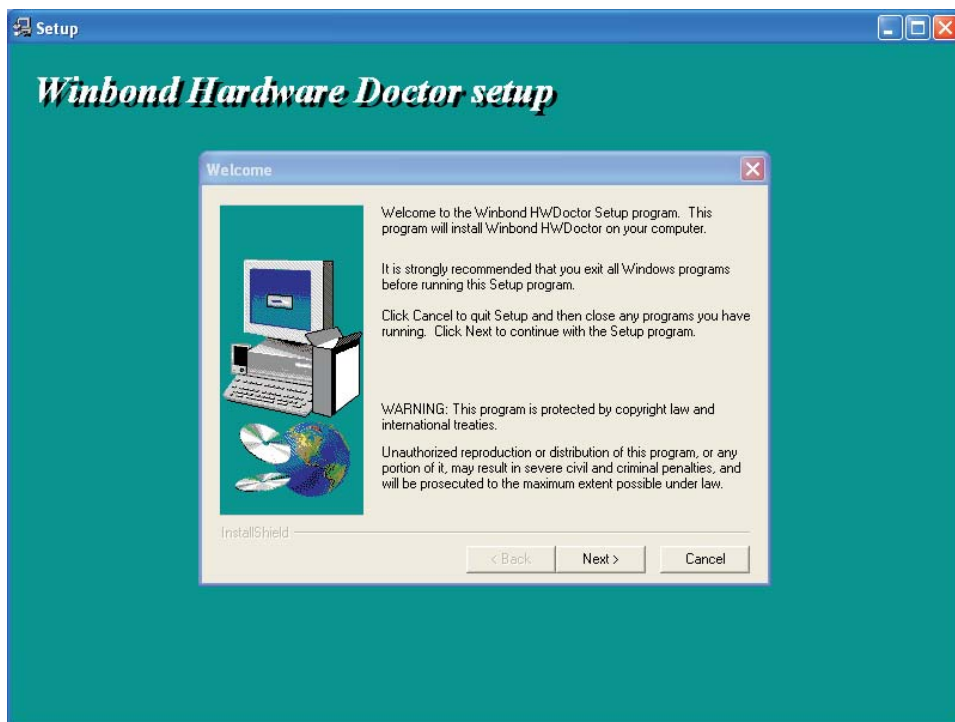 Setup
Winbond Hardware Doctor setup
Welcome
Welcome to the Winbond HWDoctor Setup program. This
program will install Winbond HWDoctor on your computer.
It is strongly recommended that you exit all Windows programs
before running this Setup program.
Click Cancel to quit Setup and then close any programs you have
running. Click Next to continue with the Setup program.
WARNING: This program is protected by copyright law and
international treaties.
Unauthorized reproduction or distribution of this program, or any
portion of it, may result in severe civil and criminal penalties, and
will be prosecuted to the maximum extent possible under law.
InstallShield
< Back
Next >
Cancel